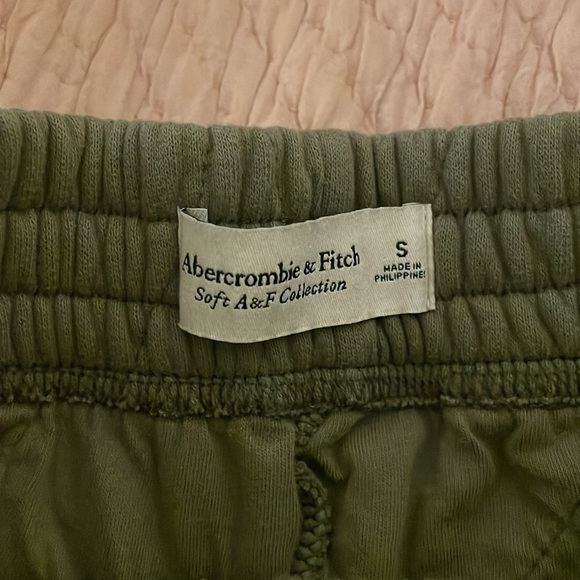 Abercrombie & Fitch
Soft A&F Collection
S
MADE IN
PHILIPPINES